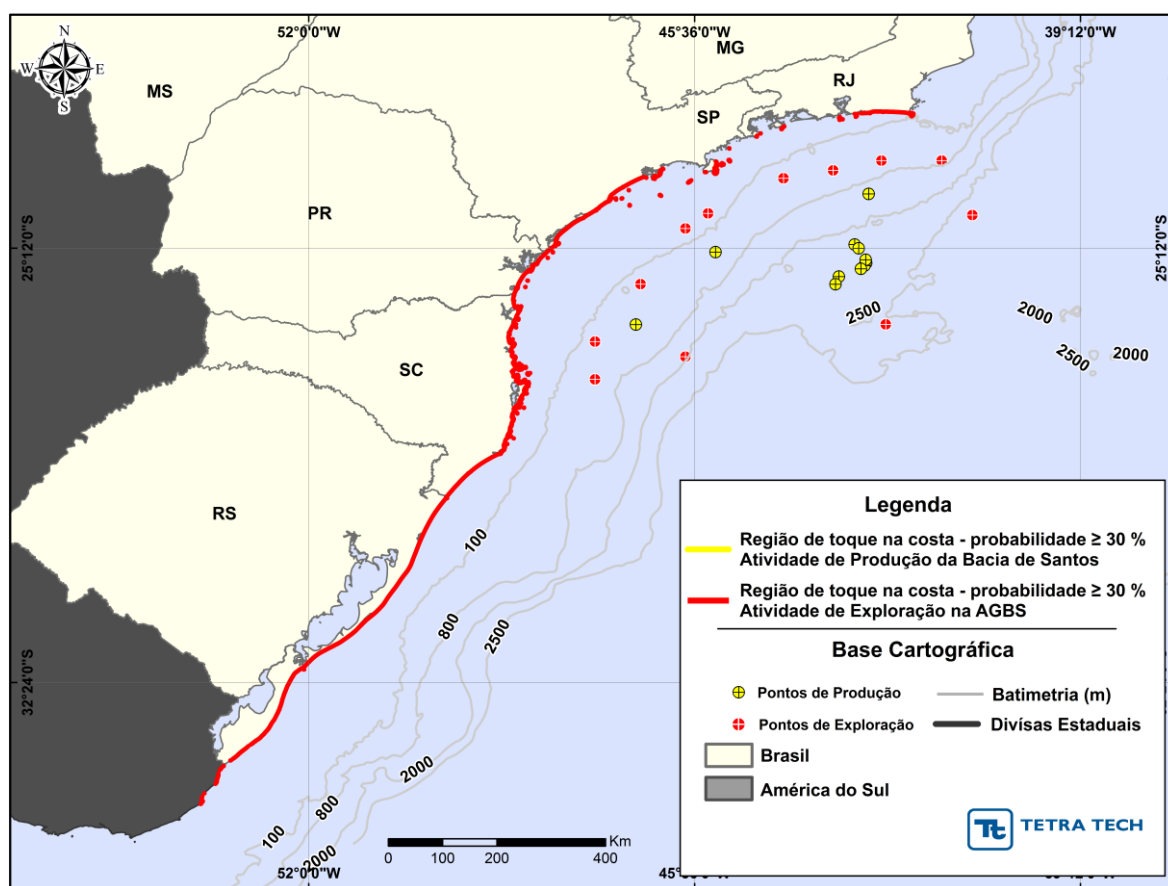 52°0'0"W
45°36'0"W
39°12'0"W
N
W
E
S
MG
MS
RJ
SP
PR
25°12'0"S
25°12'0"S
2500
2000
2500
2000
SC
RS
100
800
2500
2000
32°24'0"S
100
800
2000
Legenda
Região de toque na costa - probabilidade ≥ 30 %
Atividade de Produção da Bacia de Santos
Região de toque na costa - probabilidade ≥ 30 %
Atividade de Exploração na AGBS
Base Cartográfica
Pontos de Produção
Batimetria (m)
Pontos de Exploração
Divísas Estaduais
Brasil
América do Sul
Tt TETRA TECH
Km
0 100 200 400
52°0'0"W